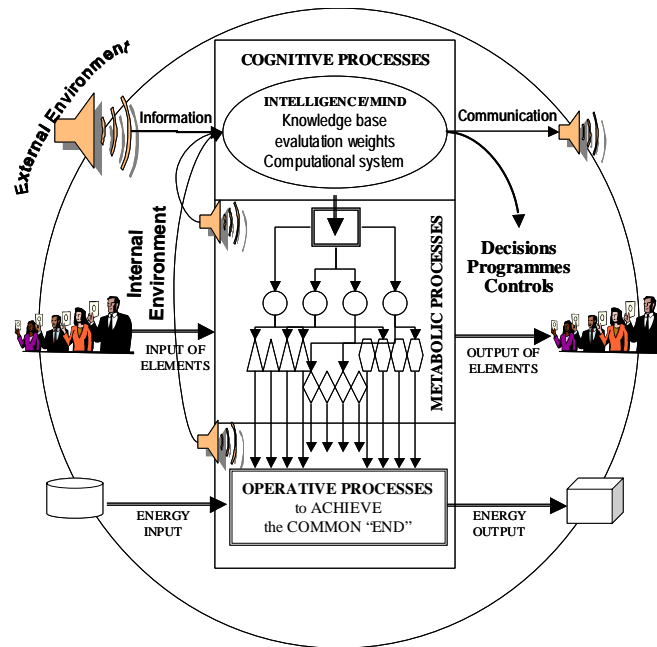 COGNITIVE PROCESSES
External Environment
Information
INTELLIGENCE/MIND
Knowledge base
evalutation weights
Computational system
Communication
Internal
Environment
Decisions
Programmes
Controls
METABOLIC PROCESSES
INPUT OF
ELEMENTS
OUTPUT OF
ELEMENTS
OPERATIVE PROCESSES
to ACHIEVE
the COMMON “END”
ENERGY
INPUT
ENERGY
OUTPUT